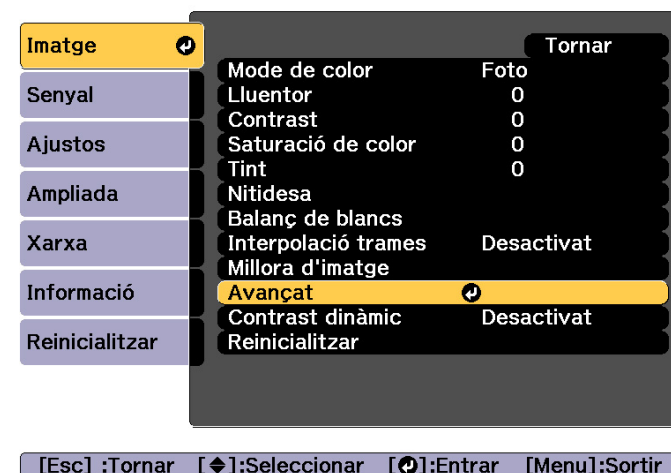 Imatge
Senyal
Ajustos
Ampliada
Xarxa
Informació
Reinicialitzar
Tornar
Mode de color Foto
Lluentor 0
Contrast 0
Saturació de color 0
Tint 0
Nitidesa
Balanç de blancs
Interpolació trames Desactivat
Millora d'imatge
Avançat
Contrast dinàmic Desactivat
Reinicialitzar
[Esc] :Tornar [◆]:Seleccionar [↵]:Entrar [Menu]:Sortir